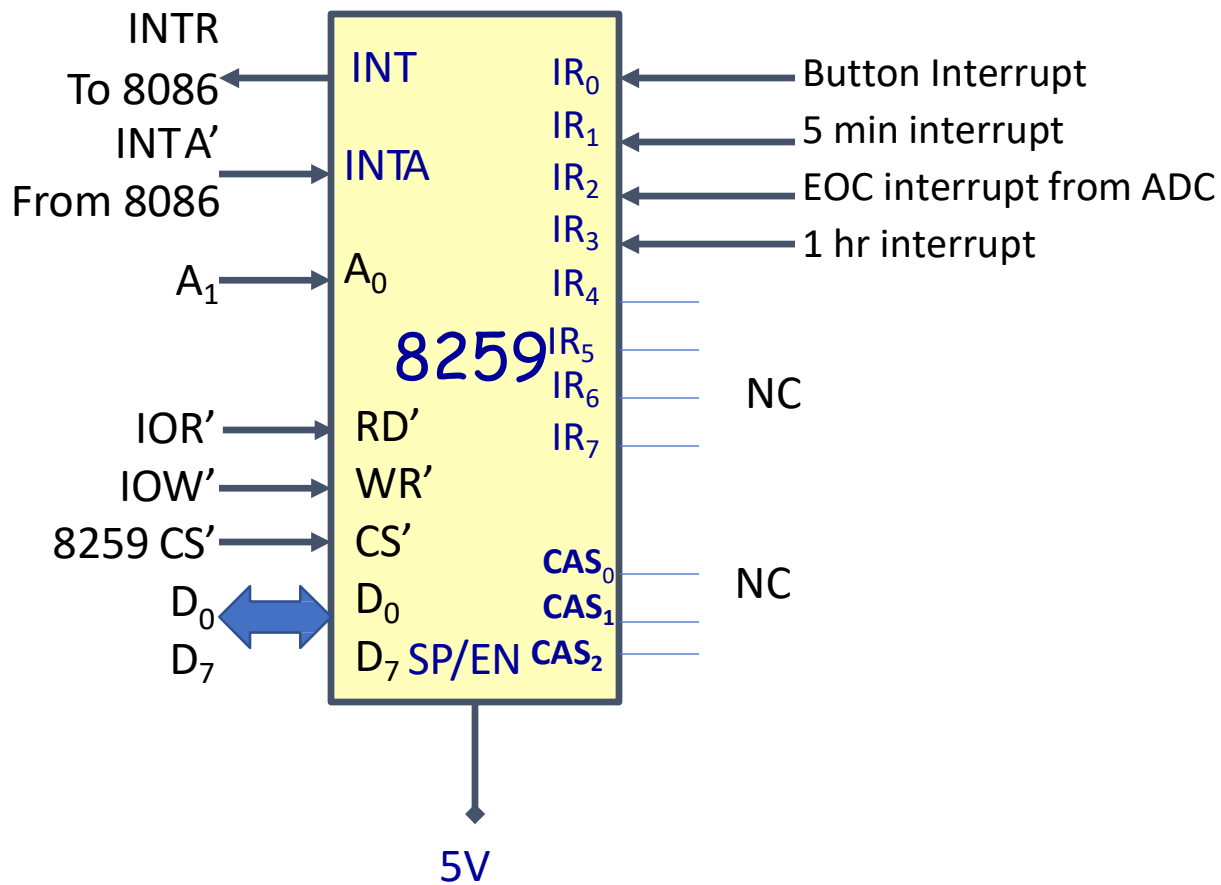 INTR
To 8086
INTA’
From 8086
A₁
IOR’
IOW’
8259 CS’
D₀
D₇
INT
INTA
A₀
8259
RD’
WR’
CS’
D₀
D₇ SP/EN
IR₀
IR₁
IR₂
IR₃
IR₄
IR₅
IR₆
IR₇
CAS₀
CAS₁
CAS₂
Button Interrupt
5 min interrupt
EOC interrupt from ADC
1 hr interrupt
NC
NC
5V